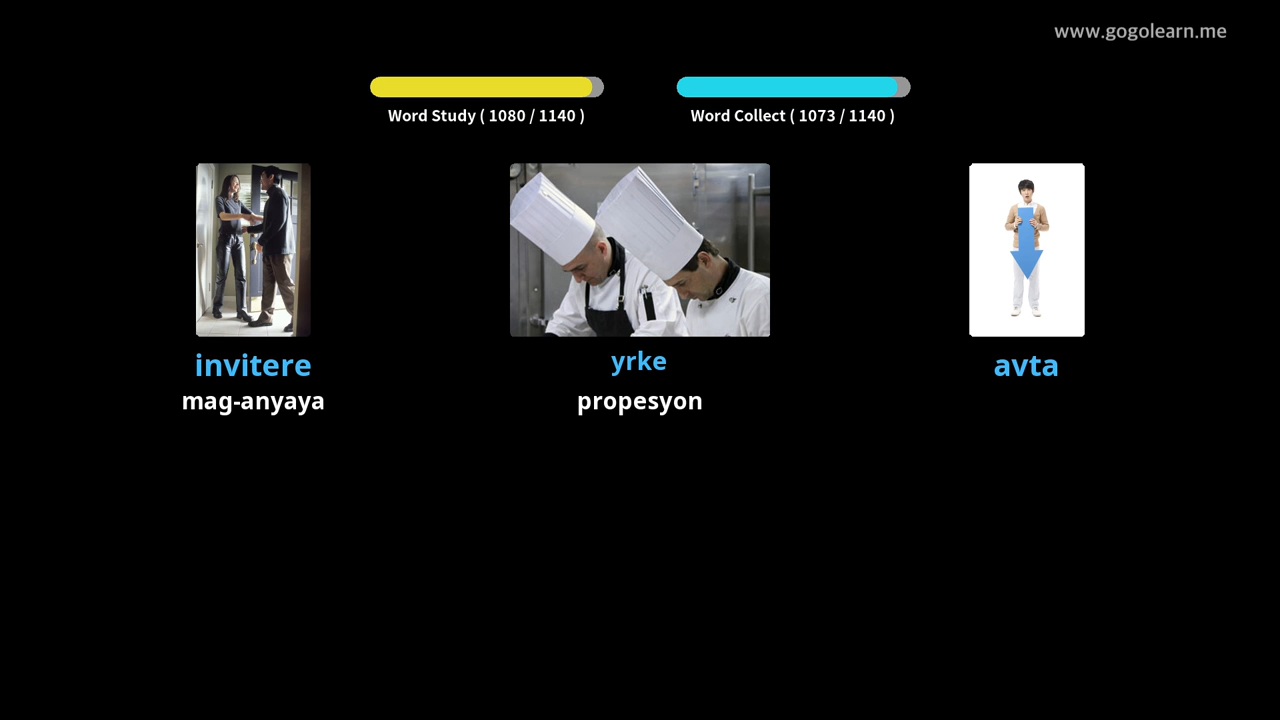 www.gogolearn.me
Word Study ( 1080 / 1140 )
Word Collect ( 1073 / 1140 )
invitere
mag-anyaya
yrke
propesyon
avta